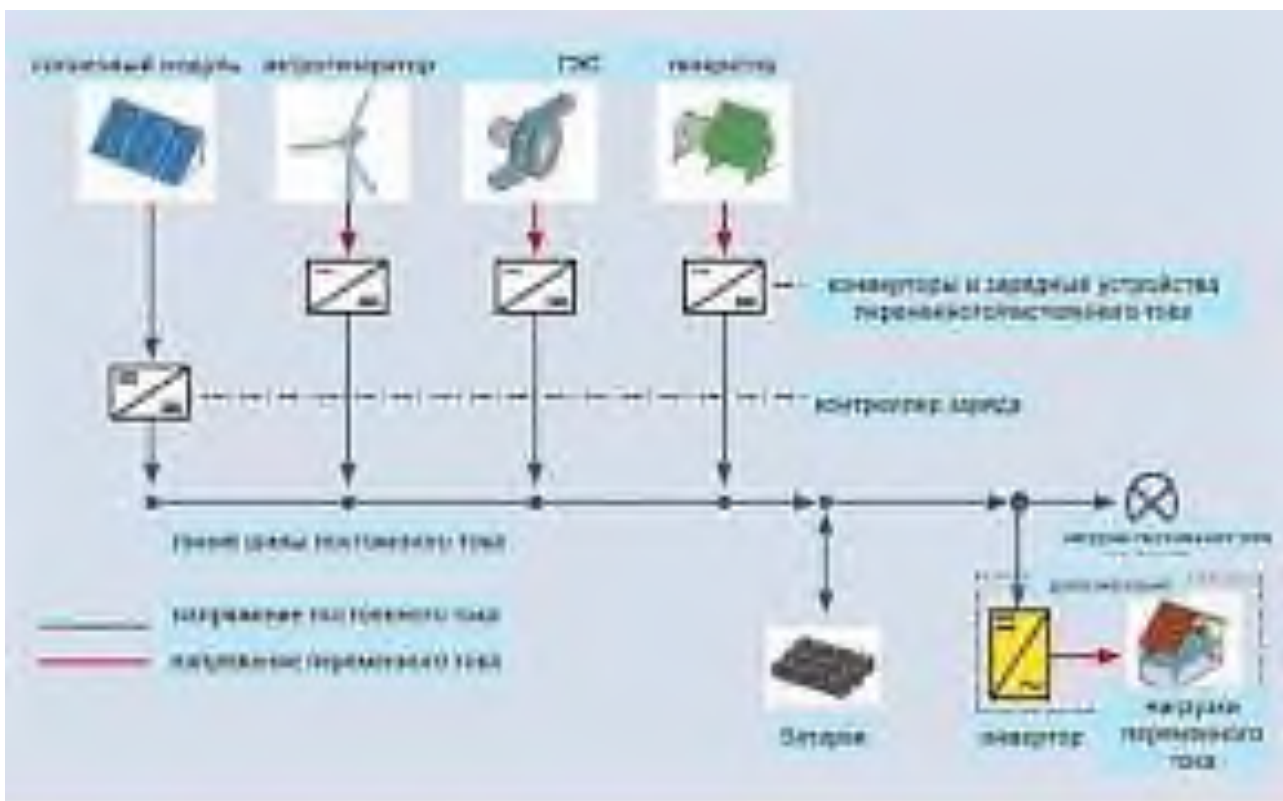 солнечный модуль
ветрогенератор
ГЭС
генератор
конверторы и зарядные устройства
переменного/постоянного тока
контроллер заряда
линия шины постоянного тока
нагрузки постоянного тока
напряжение постоянного тока
напряжение переменного тока
батареи
инвертор
нагрузки
переменного
тока